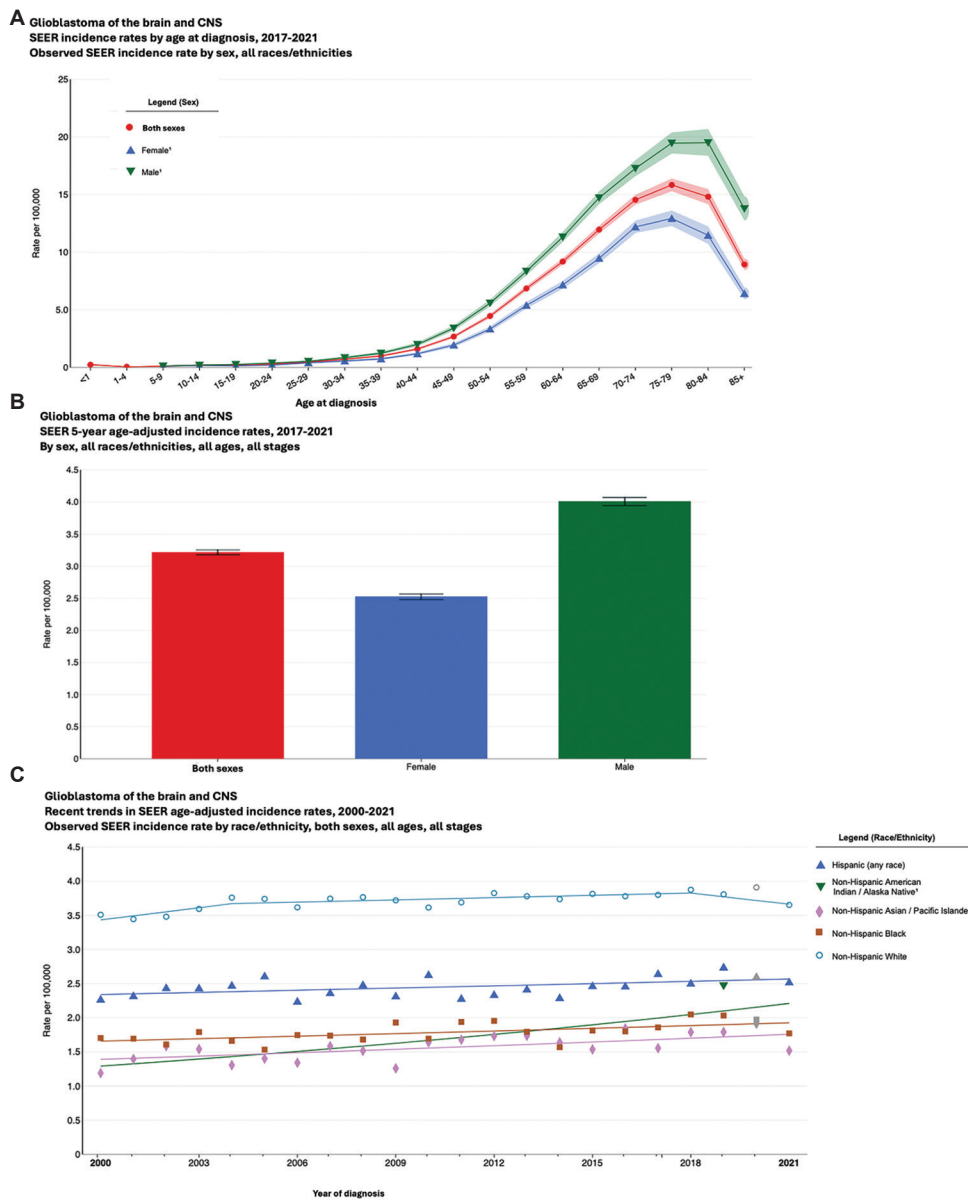 A
Glioblastoma of the brain and CNS
SEER incidence rates by age at diagnosis, 2017-2021
Observed SEER incidence rate by sex, all races/ethnicities
25
20
15
10
5.0
0
Rate per 100,000
Legend (Sex)
Both sexes
Female¹
Male¹
<1
1-4
5-9
10-14
15-19
20-24
25-29
30-34
35-39
40-44
45-49
50-54
55-59
60-64
65-69
70-74
75-79
80-84
85+
Age at diagnosis
B
Glioblastoma of the brain and CNS
SEER 5-year age-adjusted incidence rates, 2017-2021
By sex, all races/ethnicities, all ages, all stages
4.5
4.0
3.5
3.0
2.5
2.0
1.5
1.0
0.5
0
Rate per 100,000
Both sexes
Female
Male
C
Glioblastoma of the brain and CNS
Recent trends in SEER age-adjusted incidence rates, 2000-2021
Observed SEER incidence rate by race/ethnicity, both sexes, all ages, all stages
4.5
4.0
3.5
3.0
2.5
2.0
1.5
1.0
0.5
0
Rate per 100,000
2000
2003
2006
2009
2012
2015
2018
2021
Year of diagnosis
Legend (Race/Ethnicity)
Hispanic (any race)
Non-Hispanic American
Indian / Alaska Native¹
Non-Hispanic Asian / Pacific Islande
Non-Hispanic Black
Non-Hispanic White